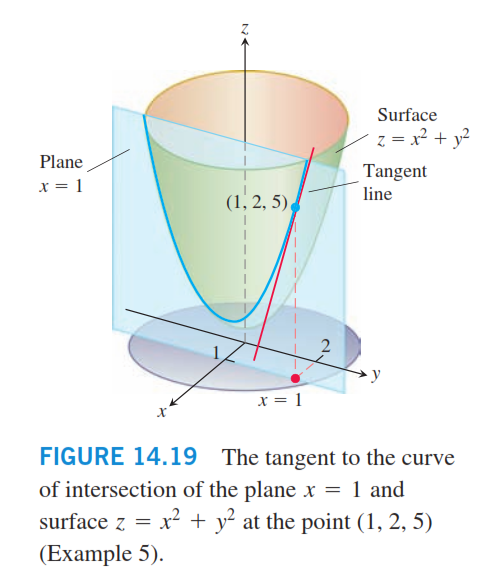 z
Surface
z = x² + y²
Plane
x = 1
Tangent
line
(1, 2, 5)
1
2
y
x = 1
x
FIGURE 14.19 The tangent to the curve
of intersection of the plane x = 1 and
surface z = x² + y² at the point (1, 2, 5)
(Example 5).